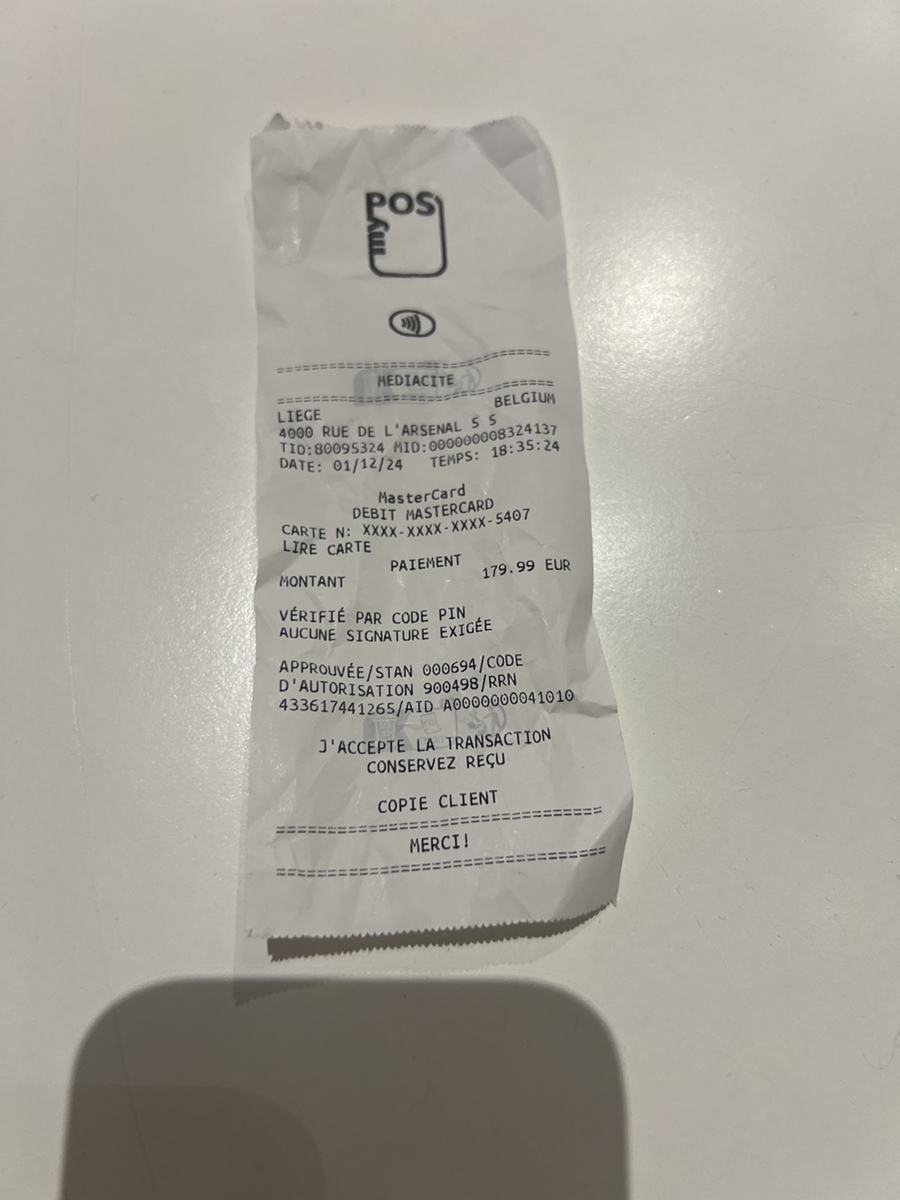 POS
MEDIACITE
LIEGE BELGIUM
4000 RUE DE L'ARSENAL S S
TID:80095324 MID:000000008324137
DATE: 01/12/24 TEMPS: 18:35:24
MasterCard
DEBIT MASTERCARD
CARTE N: XXXX-XXXX-XXXX-5407
LIRE CARTE
PAIEMENT
MONTANT 179.99 EUR
VÉRIFIÉ PAR CODE PIN
AUCUNE SIGNATURE EXIGÉE
APPROUVÉE/STAN 000694/CODE
D'AUTORISATION 900498/RRN
433617441265/AID A0000000041010
J'ACCEPTE LA TRANSACTION
CONSERVEZ REÇU
COPIE CLIENT
MERCI!